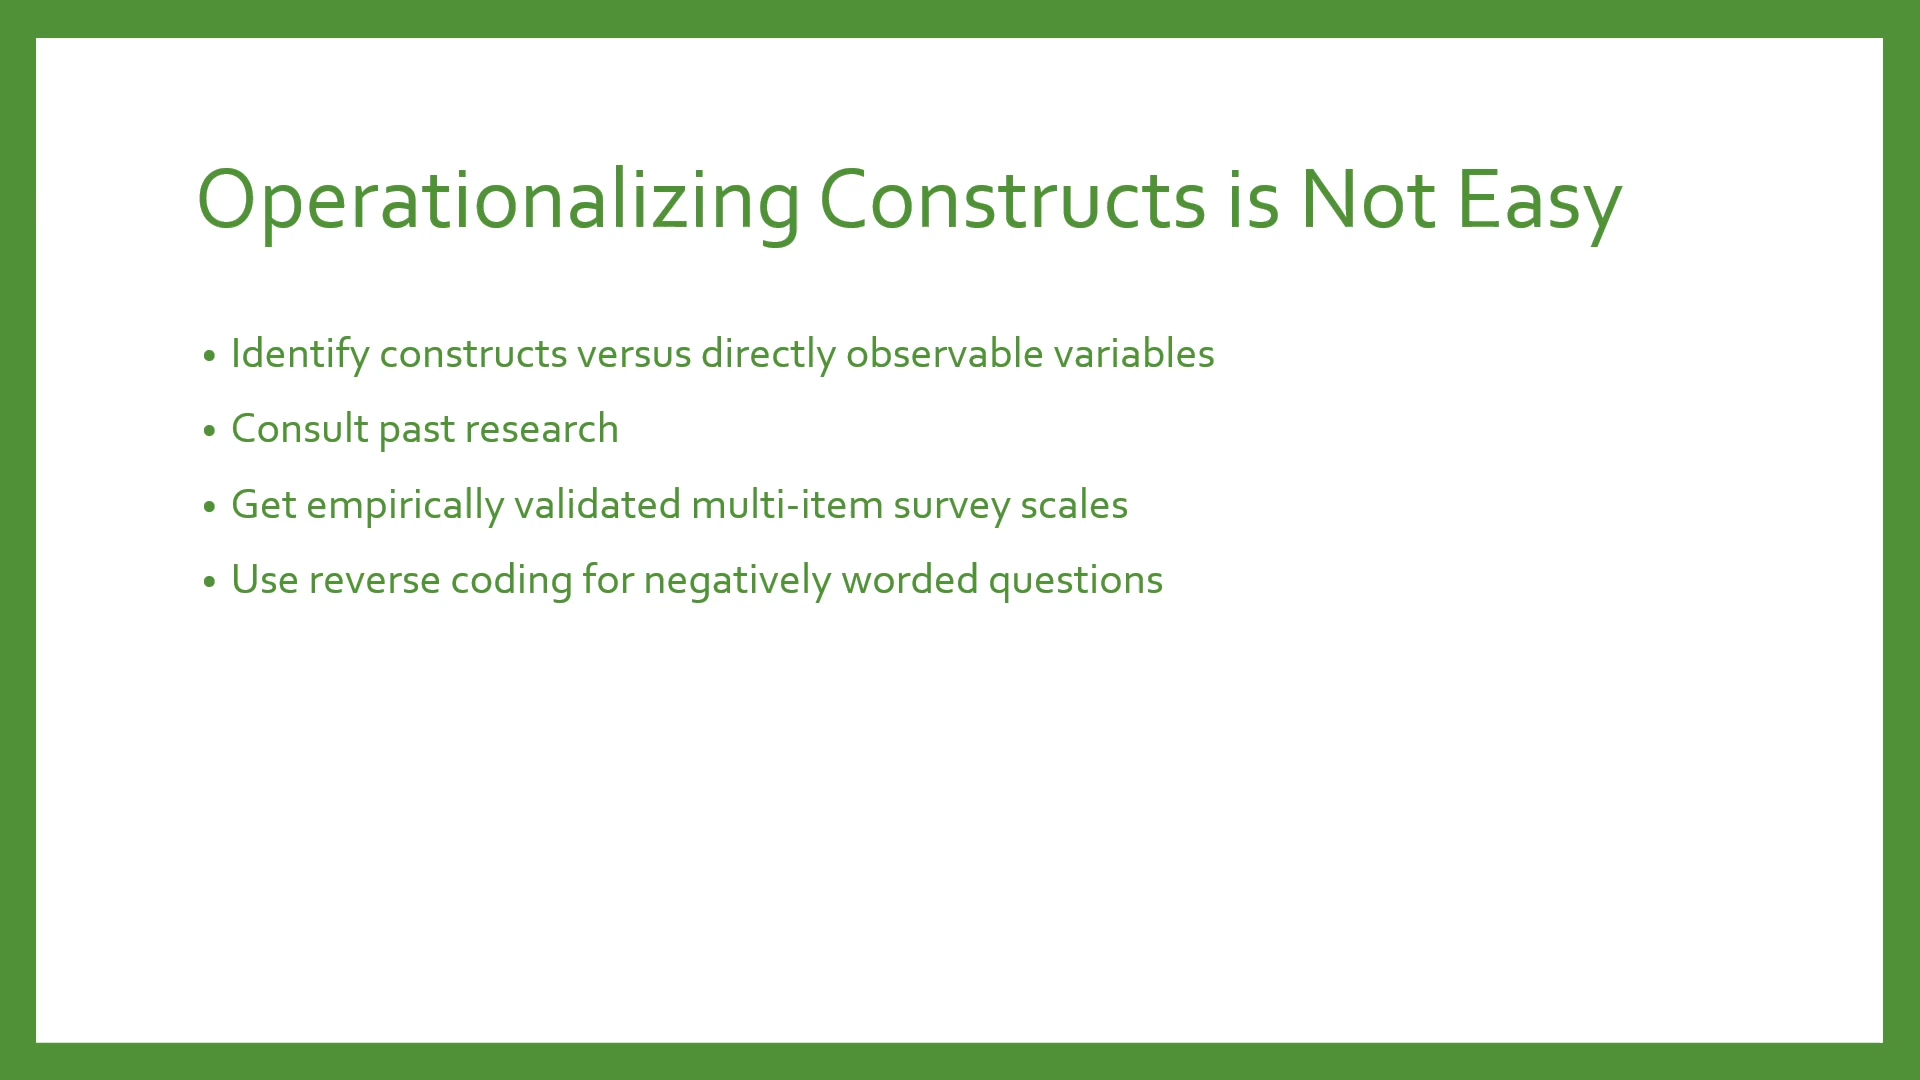 Operationalizing Constructs is Not Easy
• Identify constructs versus directly observable variables
• Consult past research
• Get empirically validated multi-item survey scales
• Use reverse coding for negatively worded questions